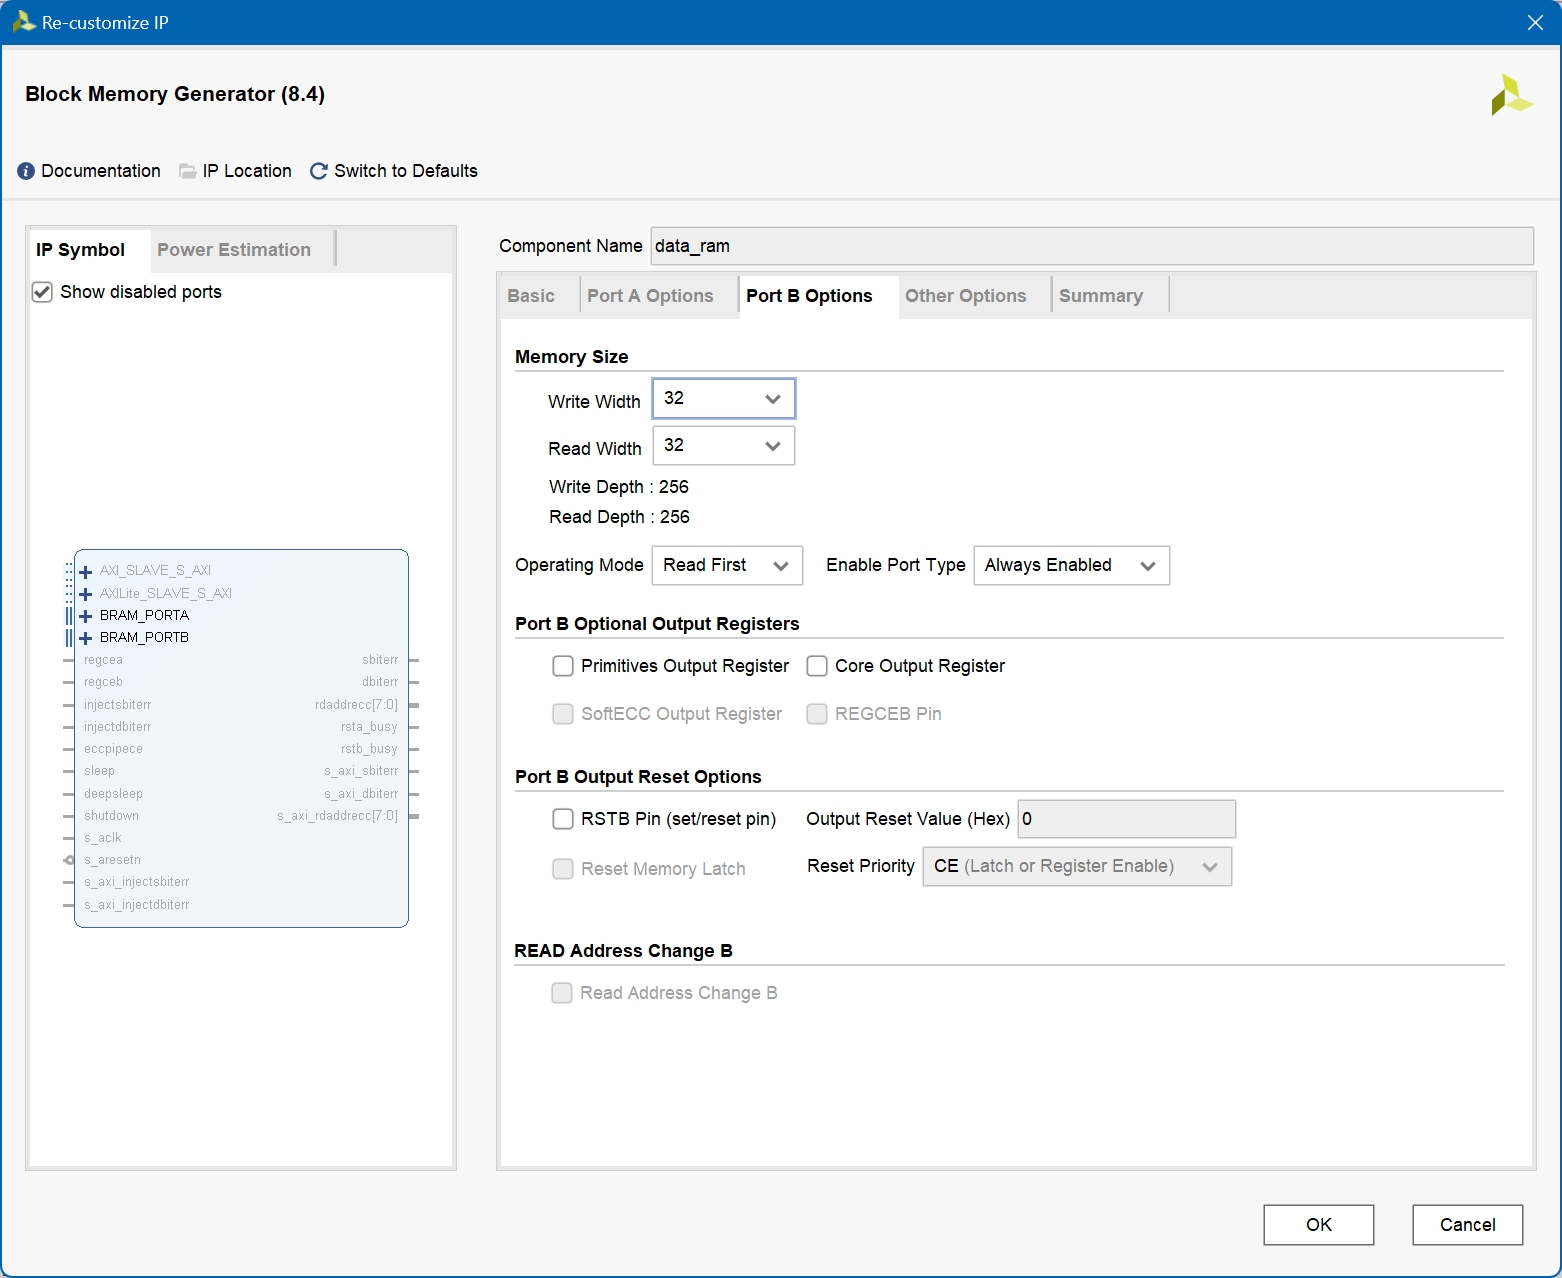 Re-customize IP
Block Memory Generator (8.4)
Documentation IP Location Switch to Defaults
IP Symbol Power Estimation
Show disabled ports
AXI_SLAVE_S_AXI
AXILite_SLAVE_S_AXI
BRAM_PORTA
BRAM_PORTB
regcea sbiterr
regceb dbiterr
injectsbiterr rdaddrecc[7:0]
injectdbiterr rsta_busy
eccpipece rstb_busy
sleep s_axi_sbiterr
deepsleep s_axi_dbiterr
shutdown s_axi_rdaddrecc[7:0]
s_aclk
s_aresetn
s_axi_injectsbiterr
s_axi_injectdbiterr
Component Name data_ram
Basic Port A Options Port B Options Other Options Summary
Memory Size
Write Width 32
Read Width 32
Write Depth : 256
Read Depth : 256
Operating Mode Read First Enable Port Type Always Enabled
Port B Optional Output Registers
Primitives Output Register Core Output Register
SoftECC Output Register REGCEB Pin
Port B Output Reset Options
RSTB Pin (set/reset pin) Output Reset Value (Hex) 0
Reset Memory Latch Reset Priority CE (Latch or Register Enable)
READ Address Change B
Read Address Change B
OK Cancel